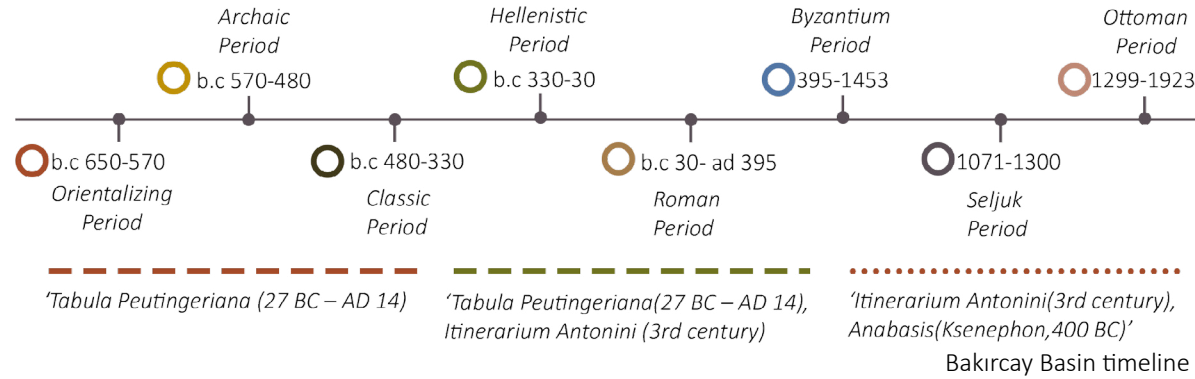 Archaic
Period
b.c 570-480
Hellenistic
Period
b.c 330-30
Byzantium
Period
395-1453
Ottoman
Period
1299-1923
b.c 650-570
Orientalizing
Period
b.c 480-330
Classic
Period
b.c 30- ad 395
Roman
Period
1071-1300
Seljuk
Period
'Tabula Peutingeriana (27 BC – AD 14)
'Tabula Peutingeriana(27 BC – AD 14),
Itinerarium Antonini (3rd century)
'Itinerarium Antonini(3rd century),
Anabasis(Ksenephon,400 BC)'
Bakırcay Basin timeline